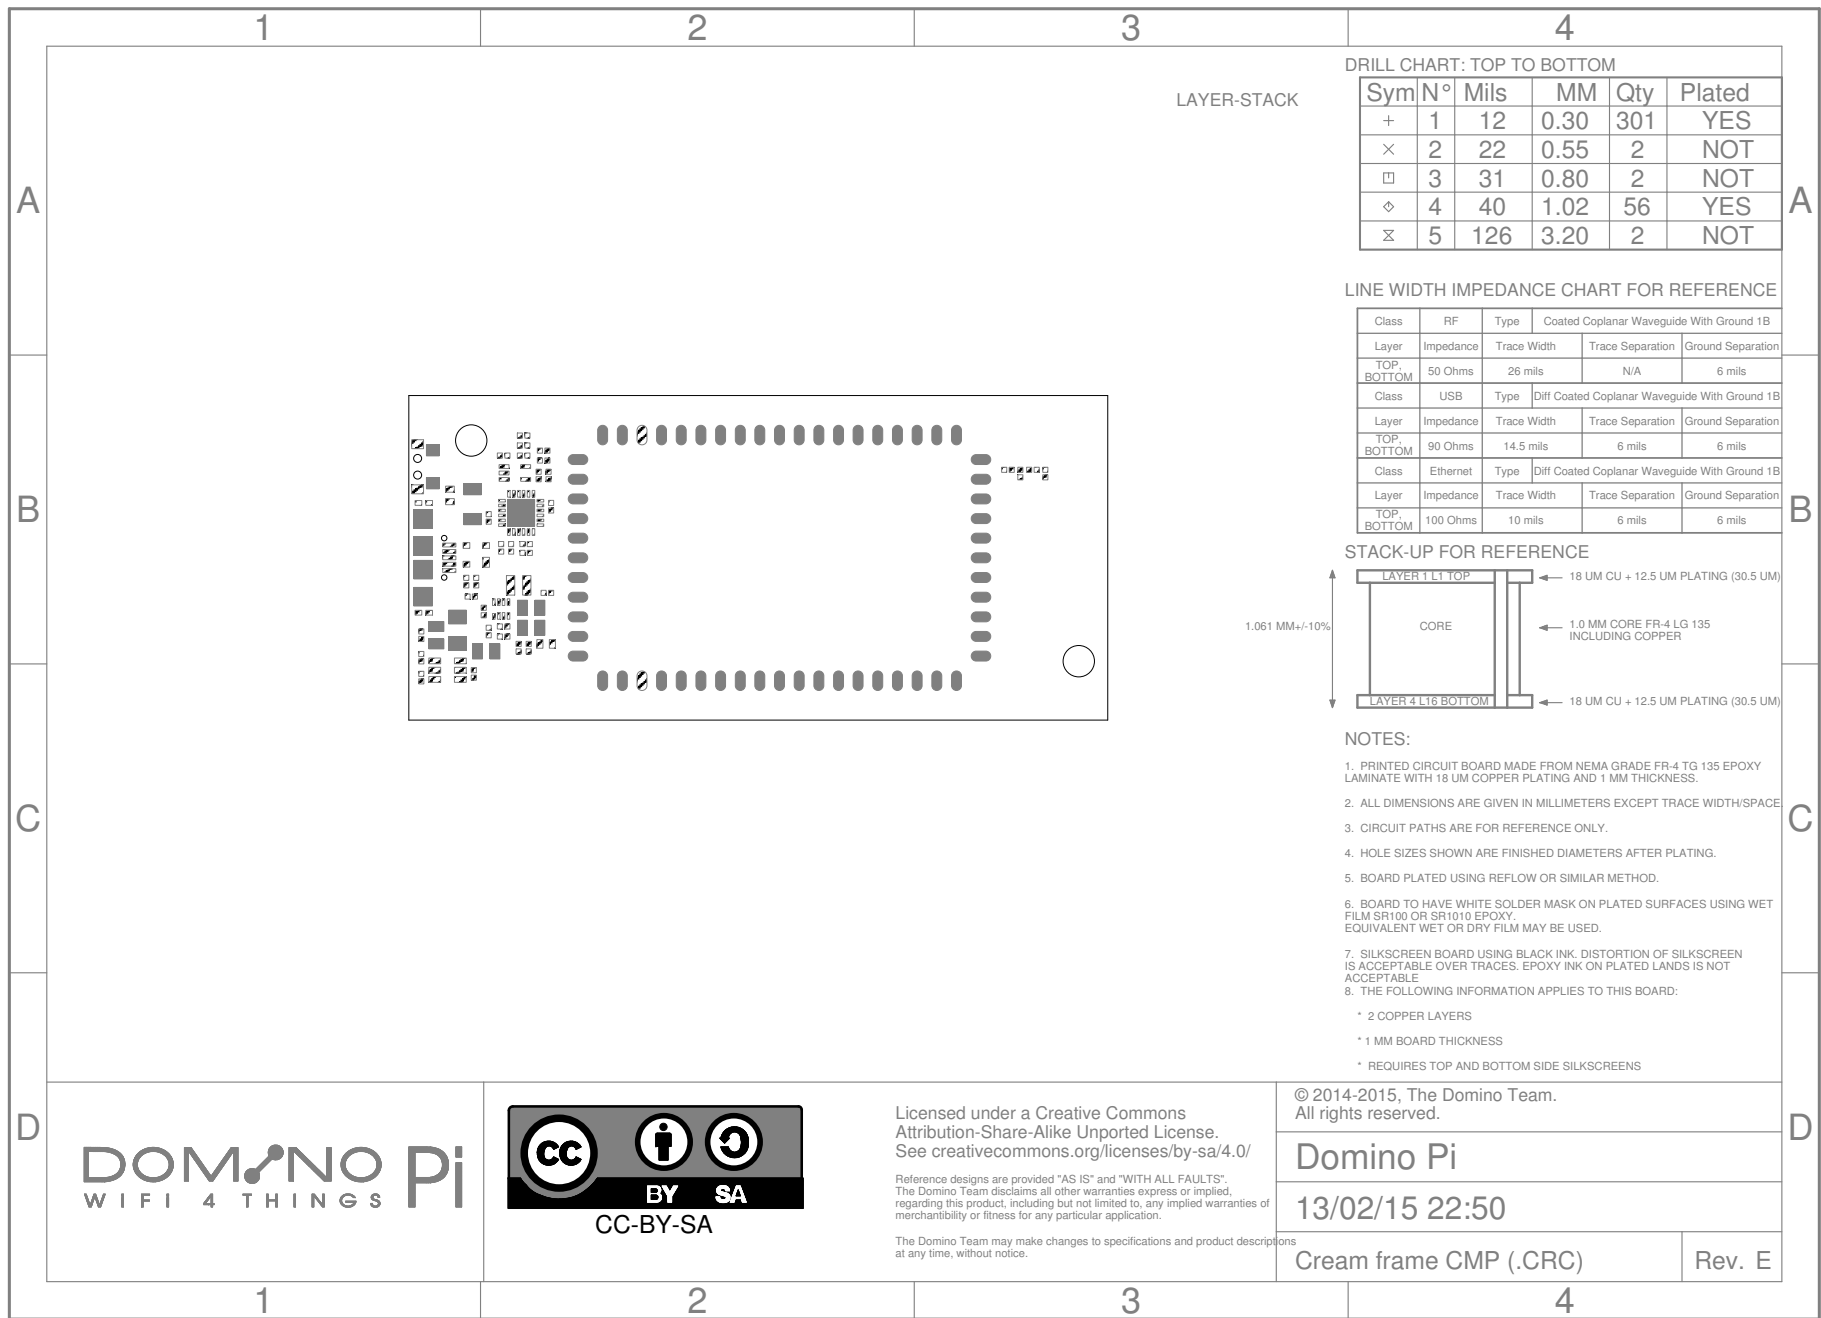 1 2 3 4
A
B
C
D
A
B
C
D
LAYER-STACK
DRILL CHART: TOP TO BOTTOM
Sym N° Mils MM Qty Plated
+ 1 12 0.30 301 YES
× 2 22 0.55 2 NOT
3 31 0.80 2 NOT
4 40 1.02 56 YES
5 126 3.20 2 NOT
LINE WIDTH IMPEDANCE CHART FOR REFERENCE
Class RF Type Coated Coplanar Waveguide With Ground 1B
Layer Impedance Trace Width Trace Separation Ground Separation
TOP, BOTTOM 50 Ohms 26 mils N/A 6 mils
Class USB Type Diff Coated Coplanar Waveguide With Ground 1B
Layer Impedance Trace Width Trace Separation Ground Separation
TOP, BOTTOM 90 Ohms 14.5 mils 6 mils 6 mils
Class Ethernet Type Diff Coated Coplanar Waveguide With Ground 1B
Layer Impedance Trace Width Trace Separation Ground Separation
TOP, BOTTOM 100 Ohms 10 mils 6 mils 6 mils
STACK-UP FOR REFERENCE
LAYER 1 L1 TOP 18 UM CU + 12.5 UM PLATING (30.5 UM)
1.061 MM+/-10% CORE 1.0 MM CORE FR-4 LG 135
INCLUDING COPPER
LAYER 4 L16 BOTTOM 18 UM CU + 12.5 UM PLATING (30.5 UM)
NOTES:
1. PRINTED CIRCUIT BOARD MADE FROM NEMA GRADE FR-4 TG 135 EPOXY
LAMINATE WITH 18 UM COPPER PLATING AND 1 MM THICKNESS.
2. ALL DIMENSIONS ARE GIVEN IN MILLIMETERS EXCEPT TRACE WIDTH/SPACE
3. CIRCUIT PATHS ARE FOR REFERENCE ONLY.
4. HOLE SIZES SHOWN ARE FINISHED DIAMETERS AFTER PLATING.
5. BOARD PLATED USING REFLOW OR SIMILAR METHOD.
6. BOARD TO HAVE WHITE SOLDER MASK ON PLATED SURFACES USING WET
FILM SR100 OR SR1010 EPOXY.
EQUIVALENT WET OR DRY FILM MAY BE USED.
7. SILKSCREEN BOARD USING BLACK INK. DISTORTION OF SILKSCREEN
IS ACCEPTABLE OVER TRACES. EPOXY INK ON PLATED LANDS IS NOT
ACCEPTABLE
8. THE FOLLOWING INFORMATION APPLIES TO THIS BOARD:
* 2 COPPER LAYERS
* 1 MM BOARD THICKNESS
* REQUIRES TOP AND BOTTOM SIDE SILKSCREENS
DOMINO Pi
WIFI 4 THINGS
CC
BY SA
CC-BY-SA
Licensed under a Creative Commons
Attribution-Share-Alike Unported License.
See creativecommons.org/licenses/by-sa/4.0/
Reference designs are provided "AS IS" and "WITH ALL FAULTS".
The Domino Team disclaims all other warranties express or implied,
regarding this product, including but not limited to, any implied warranties of
merchantibility or fitness for any particular application.
The Domino Team may make changes to specifications and product descriptions
at any time, without notice.
© 2014-2015, The Domino Team.
All rights reserved.
Domino Pi
13/02/15 22:50
Cream frame CMP (.CRC) Rev. E
1 2 3 4